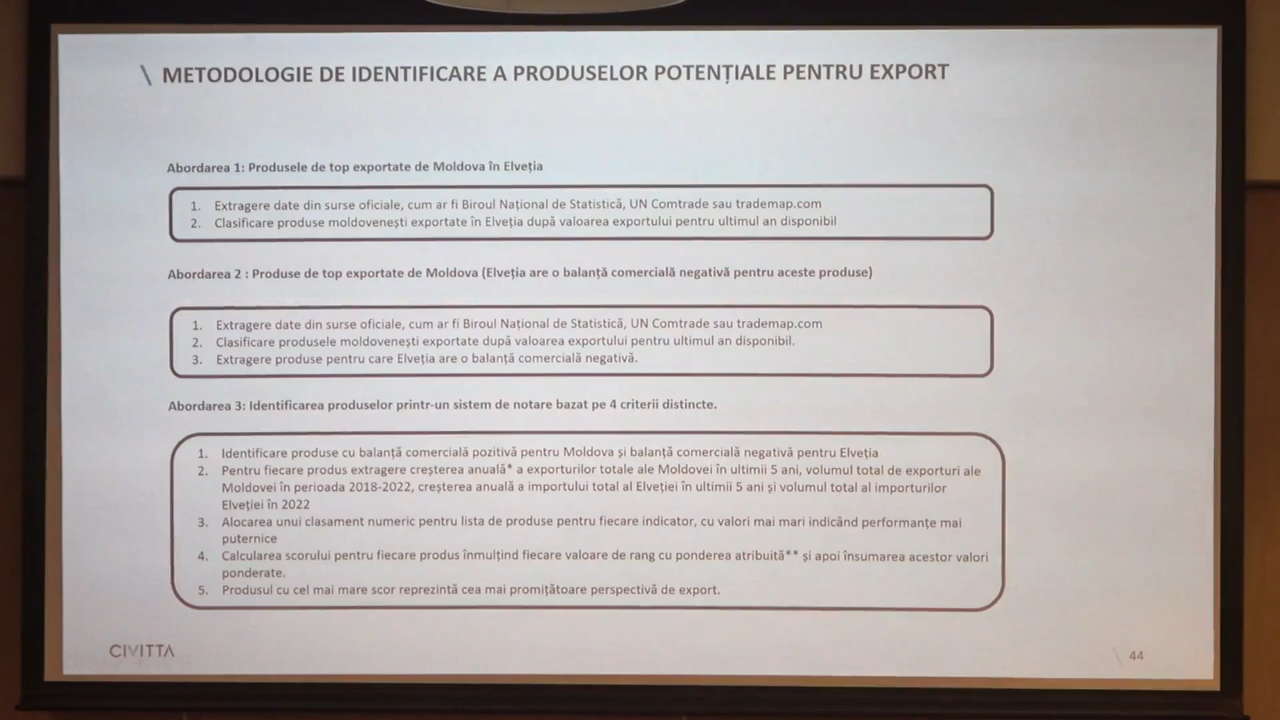 \ METODOLOGIE DE IDENTIFICARE A PRODUSELOR POTENȚIALE PENTRU EXPORT
Abordarea 1: Produsele de top exportate de Moldova în Elveția
1. Extragere date din surse oficiale, cum ar fi Biroul Național de Statistică, UN Comtrade sau trademap.com
2. Clasificare produse moldovenești exportate în Elveția după valoarea exportului pentru ultimul an disponibil
Abordarea 2 : Produse de top exportate de Moldova (Elveția are o balanță comercială negativă pentru aceste produse)
1. Extragere date din surse oficiale, cum ar fi Biroul Național de Statistică, UN Comtrade sau trademap.com
2. Clasificare produsele moldovenești exportate după valoarea exportului pentru ultimul an disponibil.
3. Extragere produse pentru care Elveția are o balanță comercială negativă.
Abordarea 3: Identificarea produselor printr-un sistem de notare bazat pe 4 criterii distincte.
1. Identificare produse cu balanță comercială pozitivă pentru Moldova și balanță comercială negativă pentru Elveția
2. Pentru fiecare produs extragere creșterea anuală* a exporturilor totale ale Moldovei în ultimii 5 ani, volumul total de exporturi ale
Moldovei în perioada 2018-2022, creșterea anuală a importului total al Elveției în ultimii 5 ani și volumul total al importurilor
Elveției în 2022
3. Alocarea unui clasament numeric pentru lista de produse pentru fiecare indicator, cu valori mai mari indicând performanțe mai
puternice
4. Calcularea scorului pentru fiecare produs înmulțind fiecare valoare de rang cu ponderea atribuită** și apoi însumarea acestor valori
ponderate.
5. Produsul cu cel mai mare scor reprezintă cea mai promițătoare perspectivă de export.
CIVITTA
\ 44